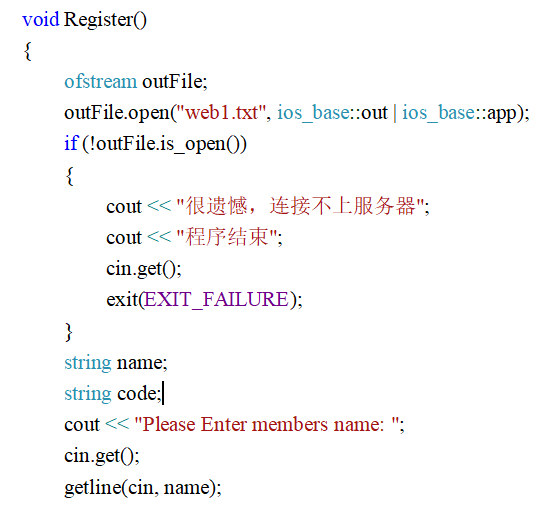 void Register()
{
ofstream outFile;
outFile.open("web1.txt", ios_base::out | ios_base::app);
if (!outFile.is_open())
{
cout << "很遗憾，连接不上服务器";
cout << "程序结束";
cin.get();
exit(EXIT_FAILURE);
}
string name;
string code;
cout << "Please Enter members name: ";
cin.get();
getline(cin, name);